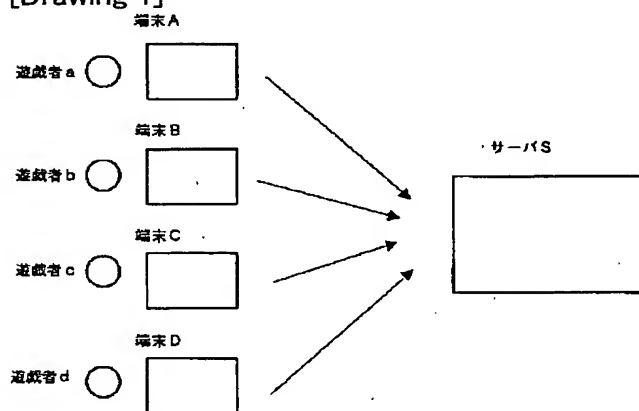 [Drawing 1]
端末A
遊戯者a
端末B
遊戯者b
サーバS
端末C
遊戯者c
端末D
遊戯者d